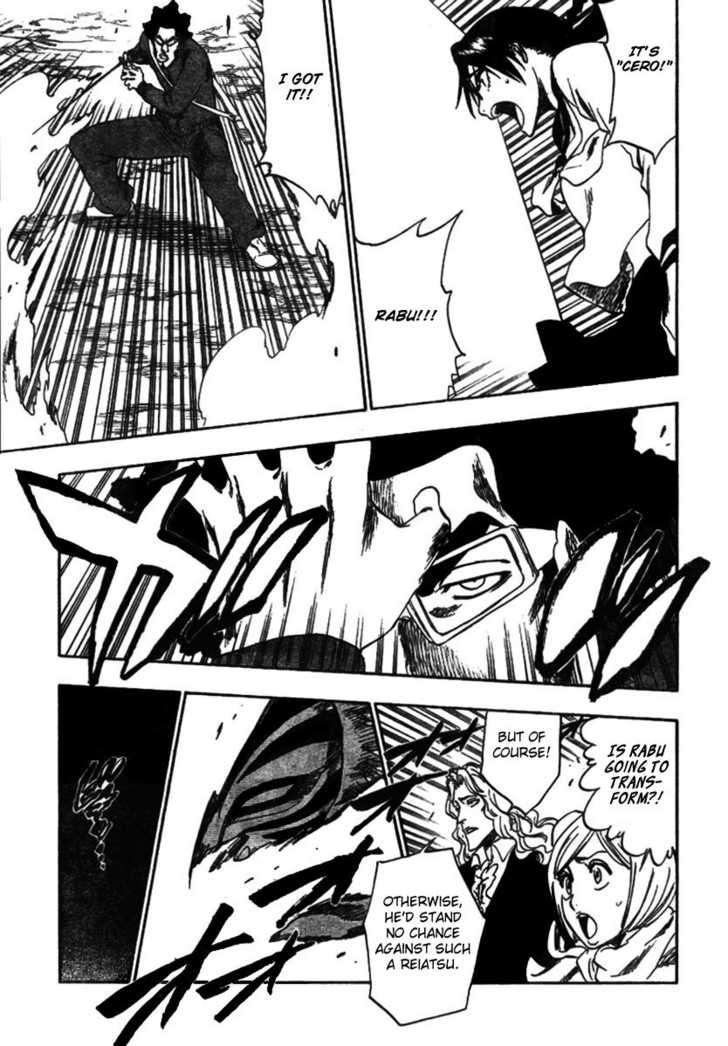 IT'S
"CERO!"
RABU!!!
I GOT
IT!!
IS RABU
GOING TO
TRANS-
FORM?!
BUT OF
COURSE!
OTHERWISE,
HE'D STAND
NO CHANCE
AGAINST SUCH
A REIATSU.